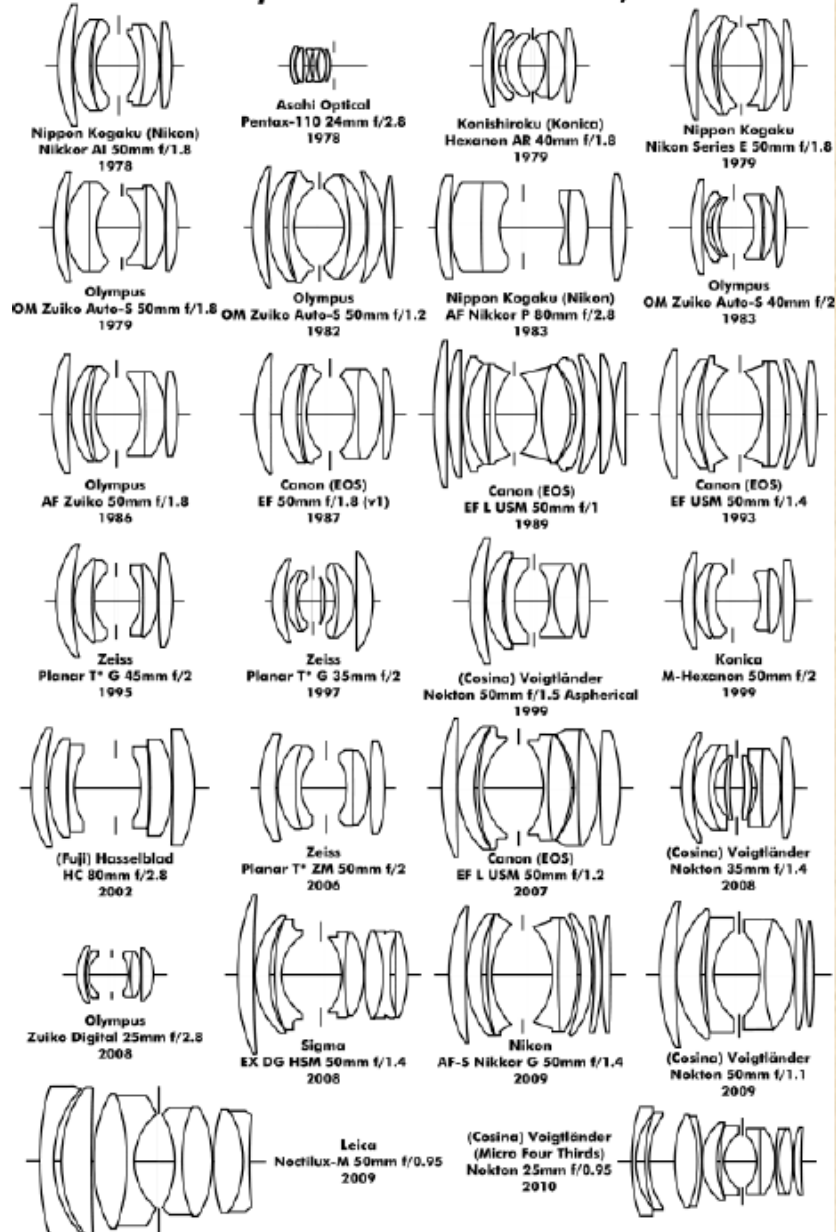 Nippon Kogaku (Nikon)
Nikkor AI 50mm f/1.8
1978
Asahi Optical
Pentax-110 24mm f/2.8
1978
Konishiroku (Konica)
Hexanon AR 40mm f/1.8
1979
Nippon Kogaku
Nikon Series E 50mm f/1.8
1979
Olympus
OM Zuiko Auto-S 50mm f/1.8
1979
Olympus
OM Zuiko Auto-S 50mm f/1.2
1982
Nippon Kogaku (Nikon)
AF Nikkor P 80mm f/2.8
1983
Olympus
OM Zuiko Auto-S 40mm f/2
1983
Olympus
AF Zuiko 50mm f/1.8
1986
Canon (EOS)
EF 50mm f/1.8 (v1)
1987
Canon (EOS)
EF L USM 50mm f/1
1989
Canon (EOS)
EF USM 50mm f/1.4
1993
Zeiss
Planar T* G 45mm f/2
1995
Zeiss
Planar T* G 35mm f/2
1997
(Cosina) Voigtländer
Nokton 50mm f/1.5 Aspherical
1999
Konica
M-Hexanon 50mm f/2
1999
(Fuji) Hasselblad
HC 80mm f/2.8
2002
Zeiss
Planar T* ZM 50mm f/2
2006
Canon (EOS)
EF L USM 50mm f/1.2
2007
(Cosina) Voigtländer
Nokton 35mm f/1.4
2008
Olympus
Zuiko Digital 25mm f/2.8
2008
Sigma
EX DG HSM 50mm f/1.4
2008
Nikon
AF-S Nikkor G 50mm f/1.4
2009
(Cosina) Voigtländer
Nokton 50mm f/1.1
2009
Leica
Noctilux-M 50mm f/0.95
2009
(Cosina) Voigtländer
(Micro Four Thirds)
Nokton 25mm f/0.95
2010